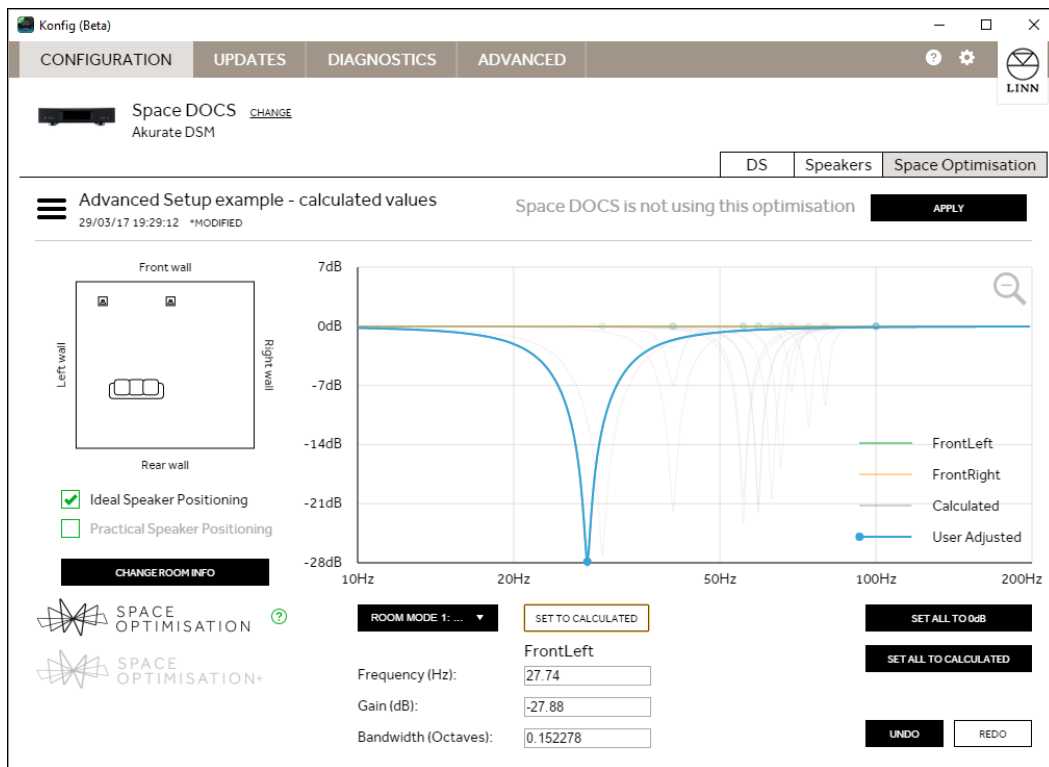 Konfig (Beta)
CONFIGURATION UPDATES DIAGNOSTICS ADVANCED
LINN
Space DOCS CHANGE
Akurate DSM
DS Speakers Space Optimisation
Advanced Setup example - calculated values
29/03/17 19:29:12 *MODIFIED
Space DOCS is not using this optimisation
APPLY
Front wall
Left wall
Right wall
Rear wall
Ideal Speaker Positioning
Practical Speaker Positioning
CHANGE ROOM INFO
SPACE
OPTIMISATION
SPACE
OPTIMISATION+
7dB
0dB
-7dB
-14dB
-21dB
-28dB
10Hz 20Hz 50Hz 100Hz 200Hz
FrontLeft
FrontRight
Calculated
User Adjusted
ROOM MODE 1: ... SET TO CALCULATED
FrontLeft
Frequency (Hz): 27.74
Gain (dB): -27.88
Bandwidth (Octaves): 0.152278
SET ALL TO 0dB
SET ALL TO CALCULATED
UNDO REDO